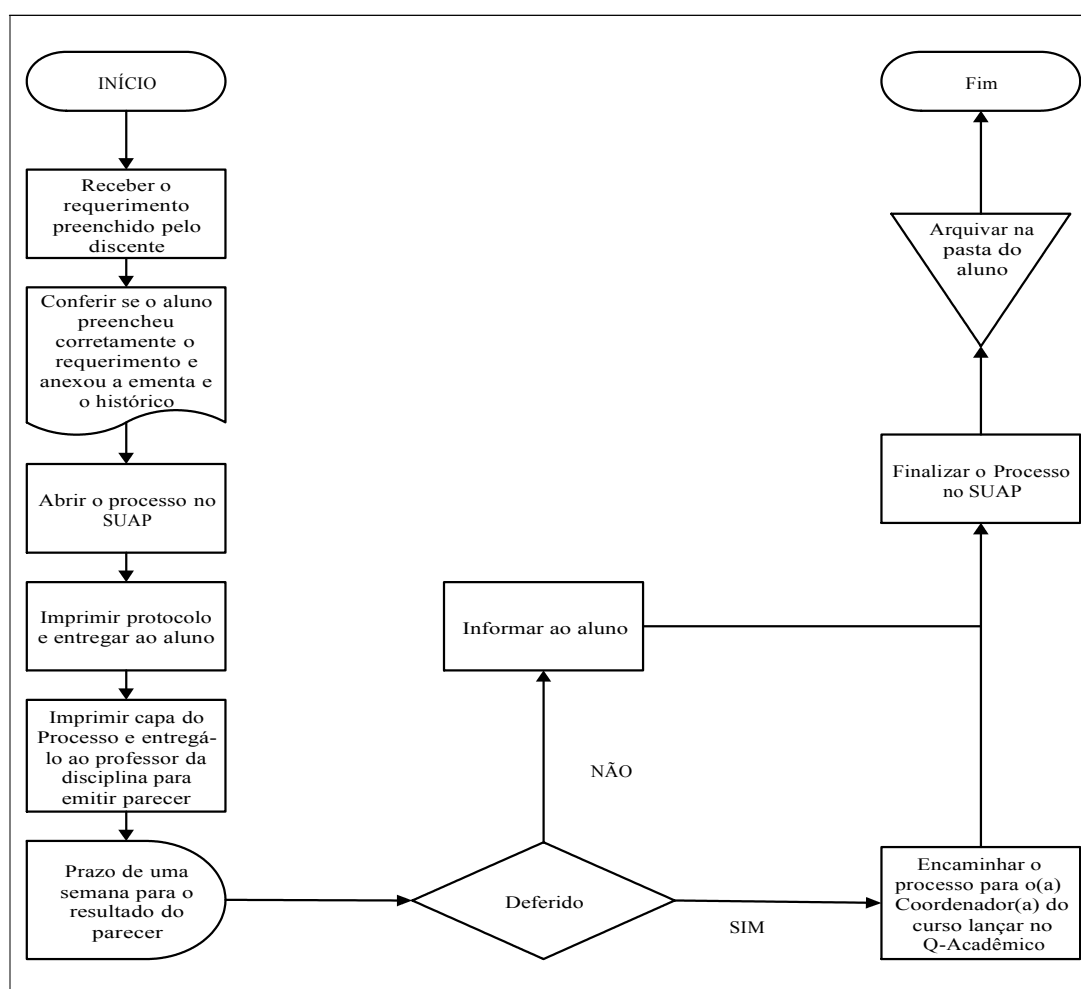 INÍCIO
Receber o
requerimento
preenchido pelo
discente
Conferir se o aluno
preencheu
corretamente o
requerimento e
anexou a ementa e
o histórico
Abrir o processo no
SUAP
Imprimir protocolo
e entregar ao aluno
Imprimir capa do
Processo e entregá-
lo ao professor da
disciplina para
emitir parecer
Prazo de uma
semana para o
resultado do
parecer
Deferido
NÃO
Informar ao aluno
SIM
Encaminhar o
processo para o(a)
Coordenador(a) do
curso lançar no
Q-Acadêmico
Finalizar o Processo
no SUAP
Arquivar na
pasta do
aluno
Fim